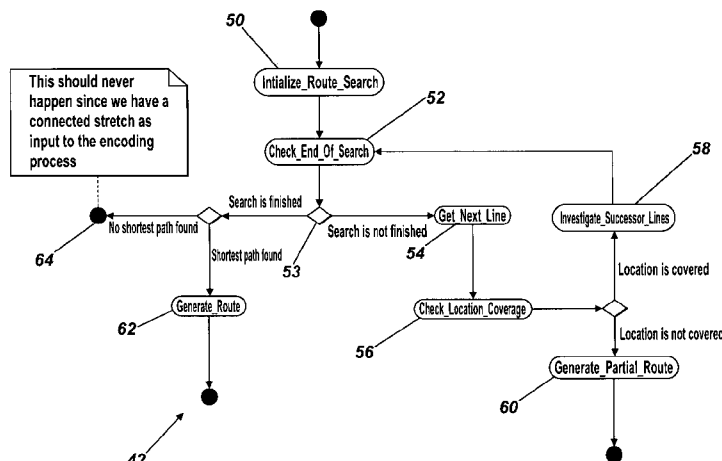 50
Intialize_Route_Search
This should never
happen since we have a
connected stretch as
input to the encoding
process
52
Check_End_Of_Search
58
Search is finished
Get_Next_Line
Investigate_Successor_Lines
No shortest path found
Search is not finished
54
64
53
Shortest path found
Location is covered
Generate_Route
Check_Location_Coverage
62
Location is not covered
56
Generate_Partial_Route
60
42